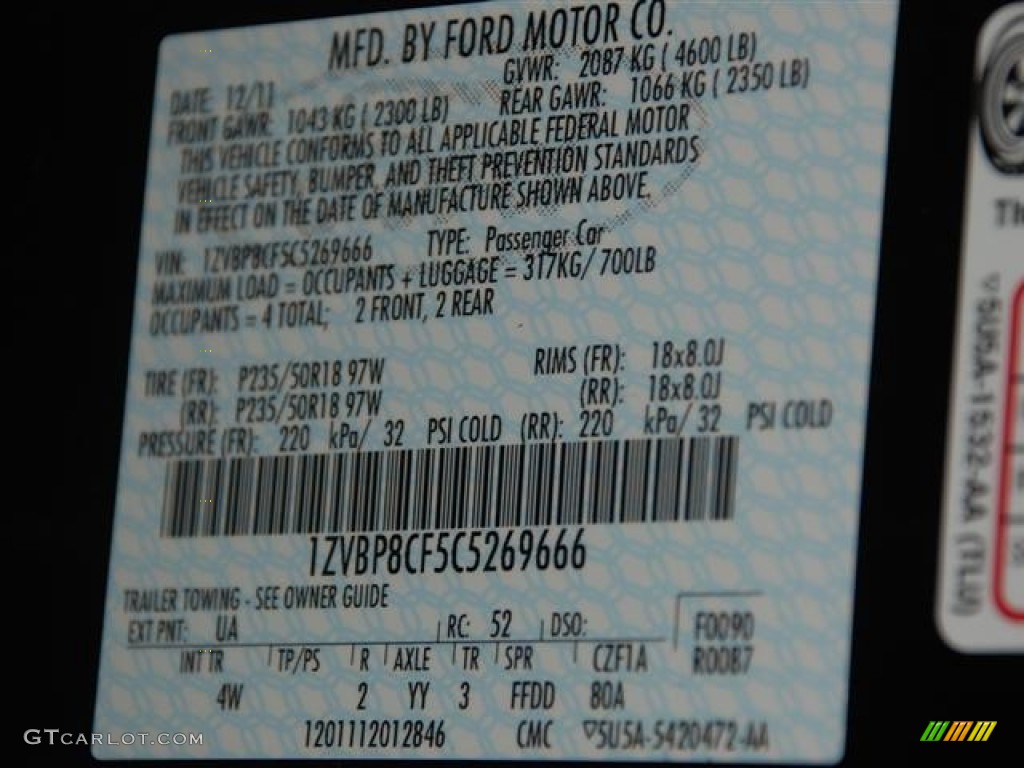 MFD. BY FORD MOTOR CO.
DATE: 12/11 GVWR: 2087 KG ( 4600 LB)
FRONT GAWR: 1043 KG ( 2300 LB) REAR GAWR: 1066 KG ( 2350 LB)
THIS VEHICLE CONFORMS TO ALL APPLICABLE FEDERAL MOTOR
VEHICLE SAFETY, BUMPER, AND THEFT PREVENTION STANDARDS
IN EFFECT ON THE DATE OF MANUFACTURE SHOWN ABOVE.
VIN: 1ZVBP8CF5C5269666 TYPE: Passenger Car
MAXIMUM LOAD = OCCUPANTS + LUGGAGE = 317KG/ 700LB
OCCUPANTS = 4 TOTAL; 2 FRONT, 2 REAR
TIRE (FR): P235/50R18 97W RIMS (FR): 18x8.0J
(RR): P235/50R18 97W (RR): 18x8.0J
PRESSURE (FR): 220 kPa/ 32 PSI COLD (RR): 220 kPa/ 32 PSI COLD
1ZVBP8CF5C5269666
TRAILER TOWING - SEE OWNER GUIDE
EXT PNT: UA RC: 52 DSO: F0090
INT TR TP/PS R AXLE TR SPR CZF1A R0087
4W 2 YY 3 FFDD 80A
1201112012846 CMC ▽5U5A-5420472-AA
Th
▽5U5A-1532-AA (TLU)
GTCARLOT.COM